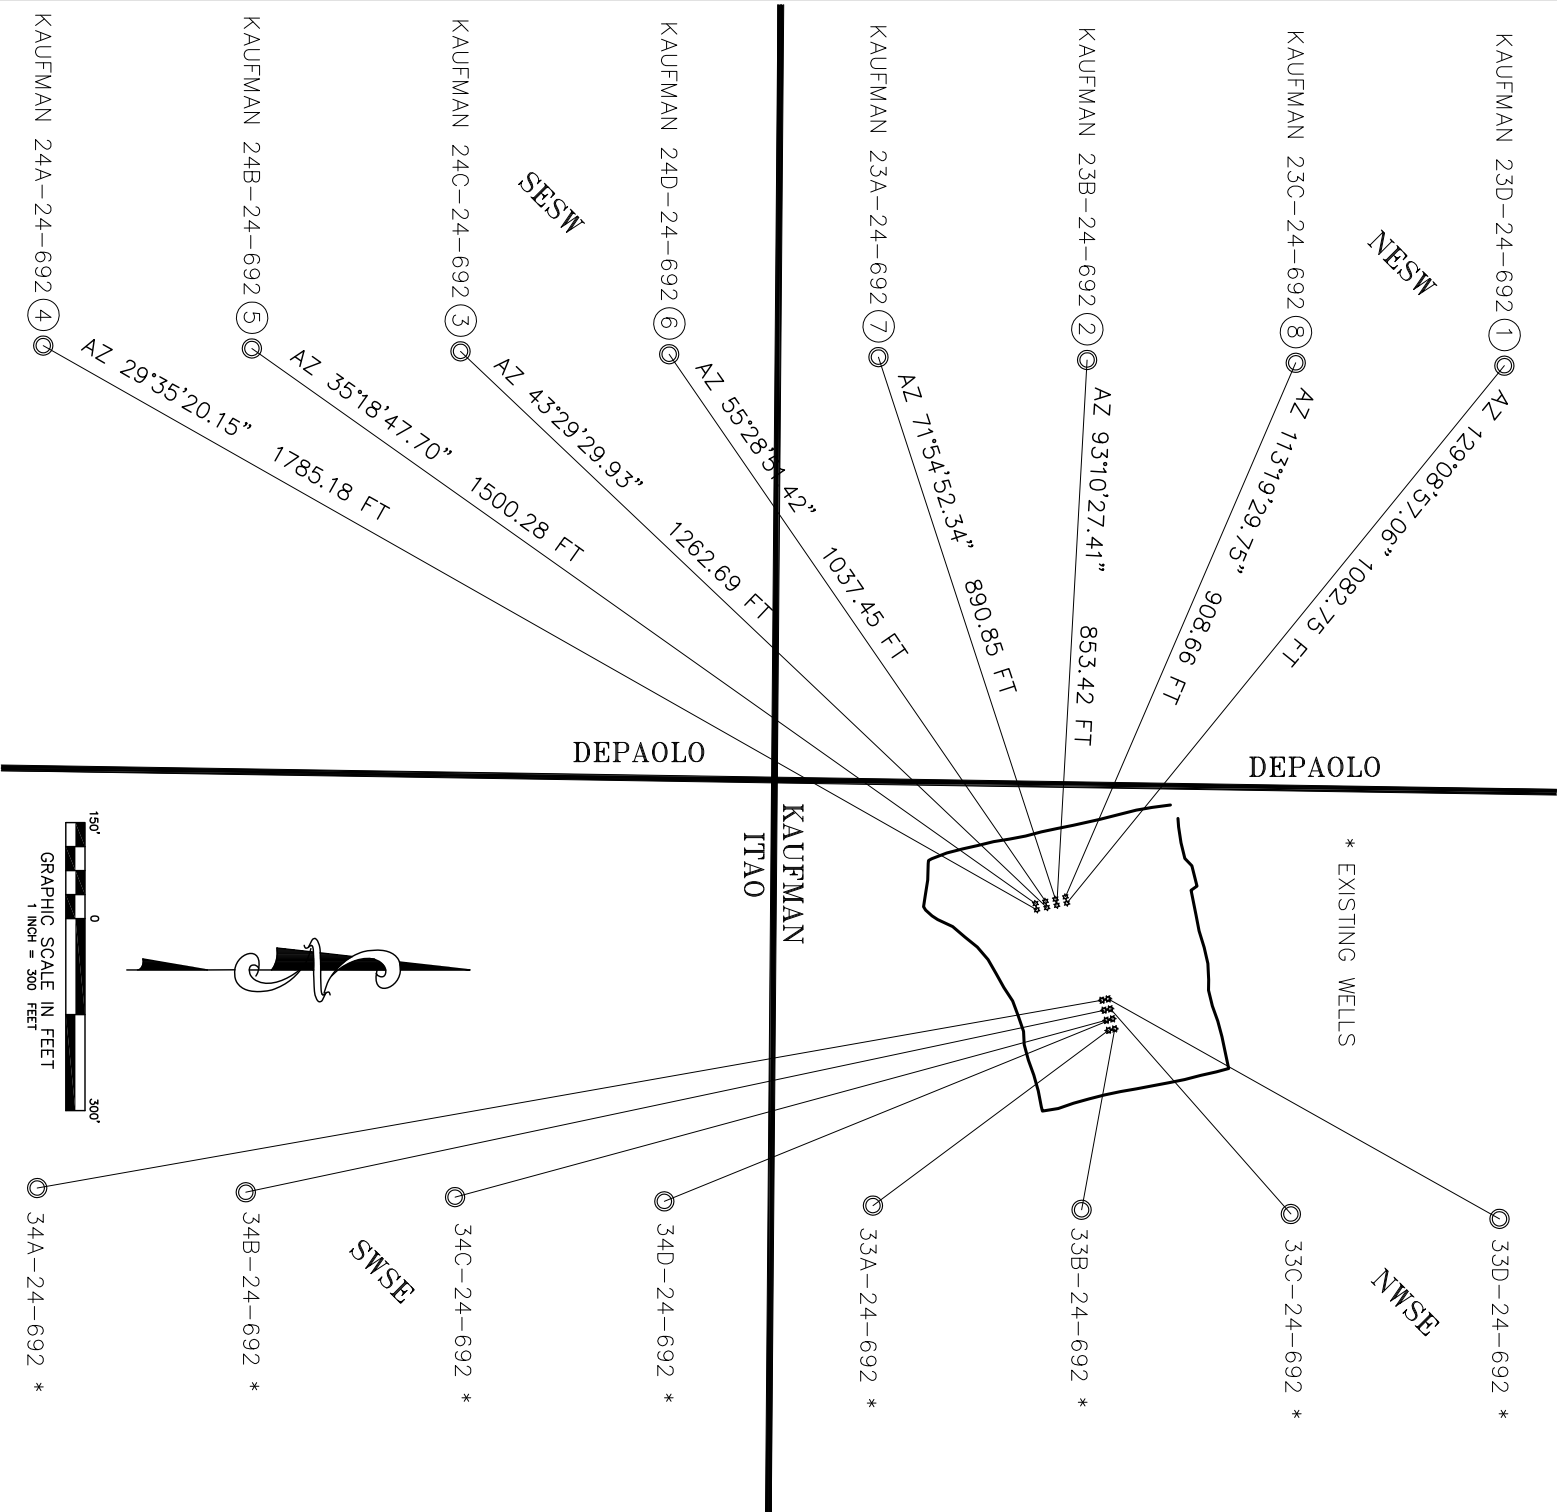 KAUFMAN 24A-24-692 4
KAUFMAN 24B-24-692 5
KAUFMAN 24C-24-692 3
KAUFMAN 24D-24-692 6
KAUFMAN 23A-24-692 7
KAUFMAN 23B-24-692 2
KAUFMAN 23C-24-692 8
KAUFMAN 23D-24-692 1
SESW
NESW
AZ 29°35'20.15" 1785.18 FT
AZ 35°18'47.70" 1500.28 FT
AZ 43°29'29.93" 1262.69 FT
AZ 55°28'51.42" 1037.45 FT
AZ 71°54'52.34" 890.85 FT
AZ 93°10'27.41" 853.42 FT
AZ 113°19'29.75" 908.66 FT
AZ 129°08'57.06" 1082.75 FT
DEPAOLO
DEPAOLO
KAUFMAN
ITAO
* EXISTING WELLS
150' 0 300'
GRAPHIC SCALE IN FEET
1 INCH = 300 FEET
N
34A-24-692 *
34B-24-692 *
34C-24-692 *
34D-24-692 *
33A-24-692 *
33B-24-692 *
33C-24-692 *
33D-24-692 *
SWSE
NWSE